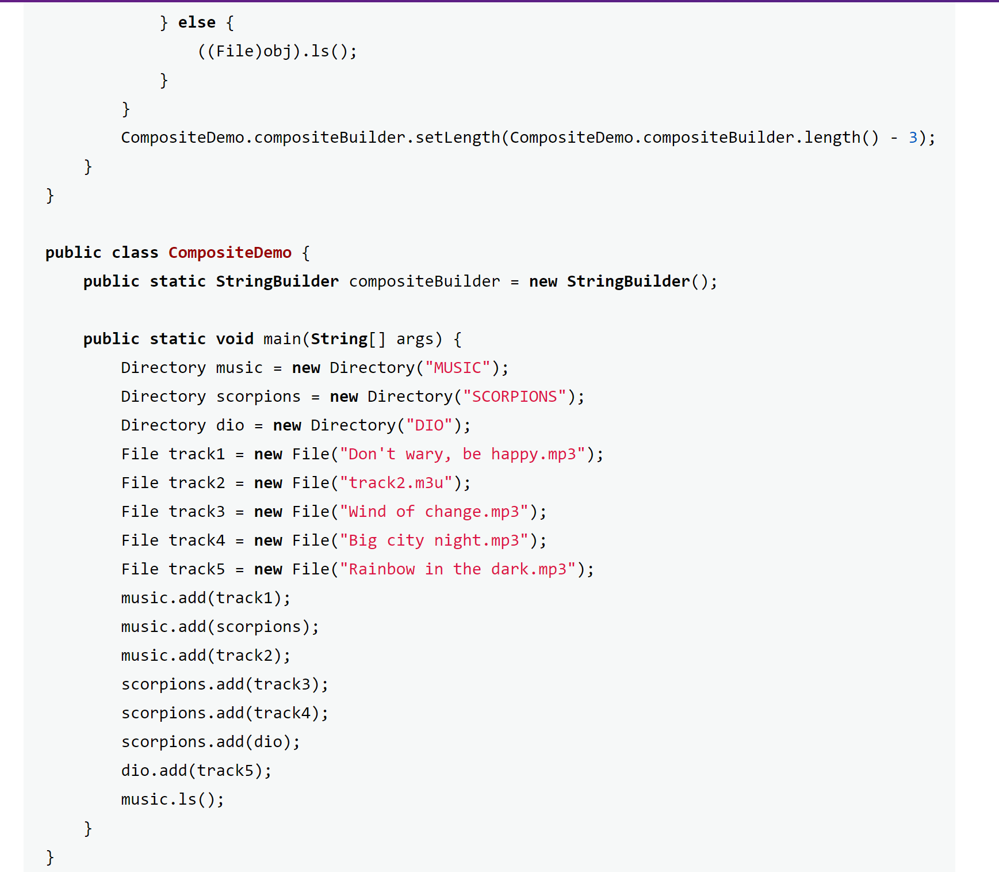 } else {
((File)obj).ls();
}
}
CompositeDemo.compositeBuilder.setLength(CompositeDemo.compositeBuilder.length() - 3);
}
}
public class CompositeDemo {
public static StringBuilder compositeBuilder = new StringBuilder();
public static void main(String[] args) {
Directory music = new Directory("MUSIC");
Directory scorpions = new Directory("SCORPIONS");
Directory dio = new Directory("DIO");
File track1 = new File("Don't wary, be happy.mp3");
File track2 = new File("track2.m3u");
File track3 = new File("Wind of change.mp3");
File track4 = new File("Big city night.mp3");
File track5 = new File("Rainbow in the dark.mp3");
music.add(track1);
music.add(scorpions);
music.add(track2);
scorpions.add(track3);
scorpions.add(track4);
scorpions.add(dio);
dio.add(track5);
music.ls();
}
}